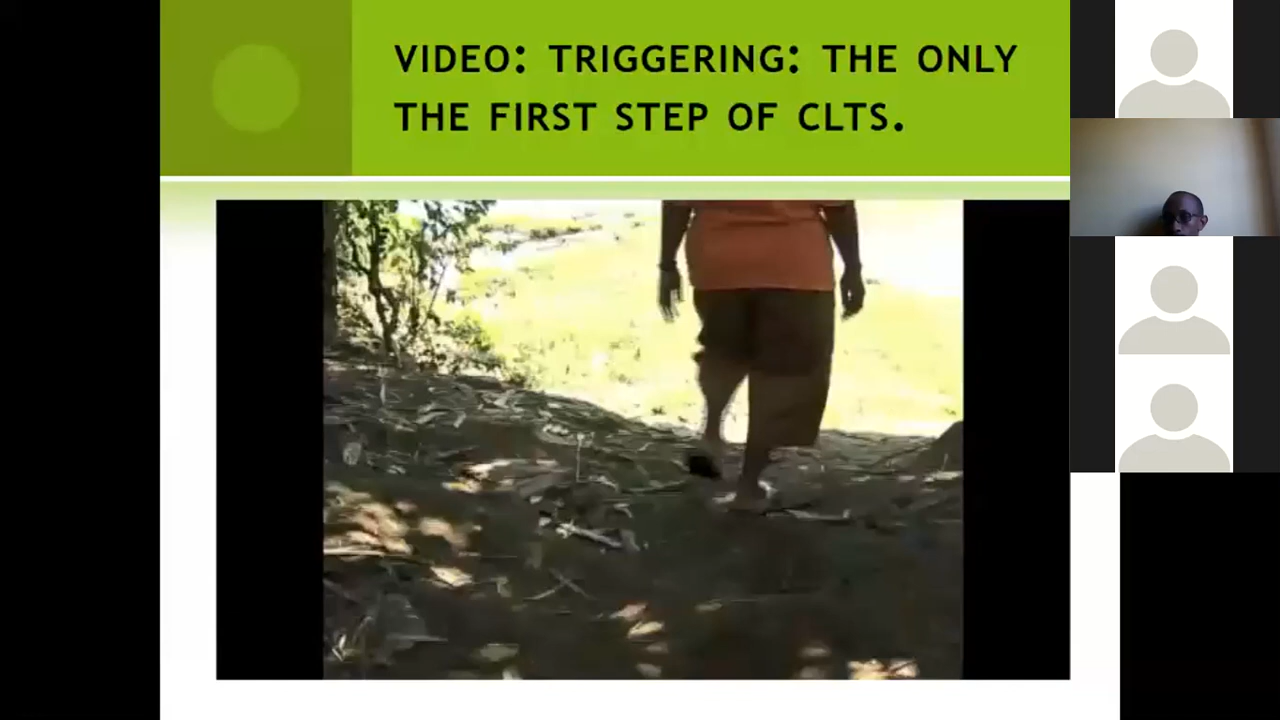 VIDEO: TRIGGERING: THE ONLY
THE FIRST STEP OF CLTS.